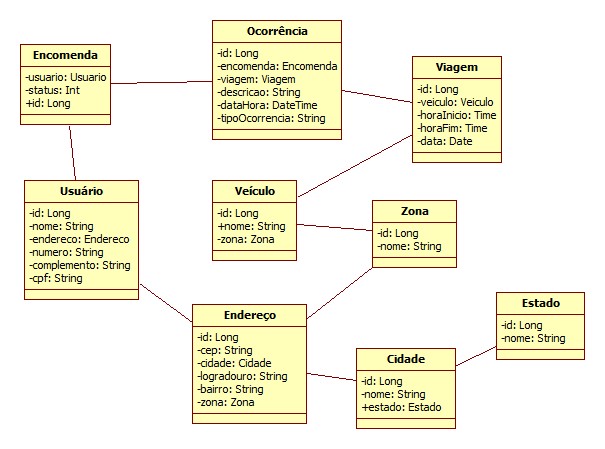 Encomenda
-usuario: Usuario
-status: Int
+id: Long
Ocorrência
-id: Long
-encomenda: Encomenda
-viagem: Viagem
-descricao: String
-dataHora: DateTime
-tipoOcorrencia: String
Viagem
-id: Long
-veiculo: Veiculo
-horaInicio: Time
-horaFim: Time
-data: Date
Usuário
-id: Long
-nome: String
-endereco: Endereco
-numero: String
-complemento: String
-cpf: String
Veículo
-id: Long
+nome: String
-zona: Zona
Zona
-id: Long
-nome: String
Endereço
-id: Long
-cep: String
-cidade: Cidade
-logradouro: String
-bairro: String
-zona: Zona
Cidade
-id: Long
-nome: String
+estado: Estado
Estado
-id: Long
-nome: String